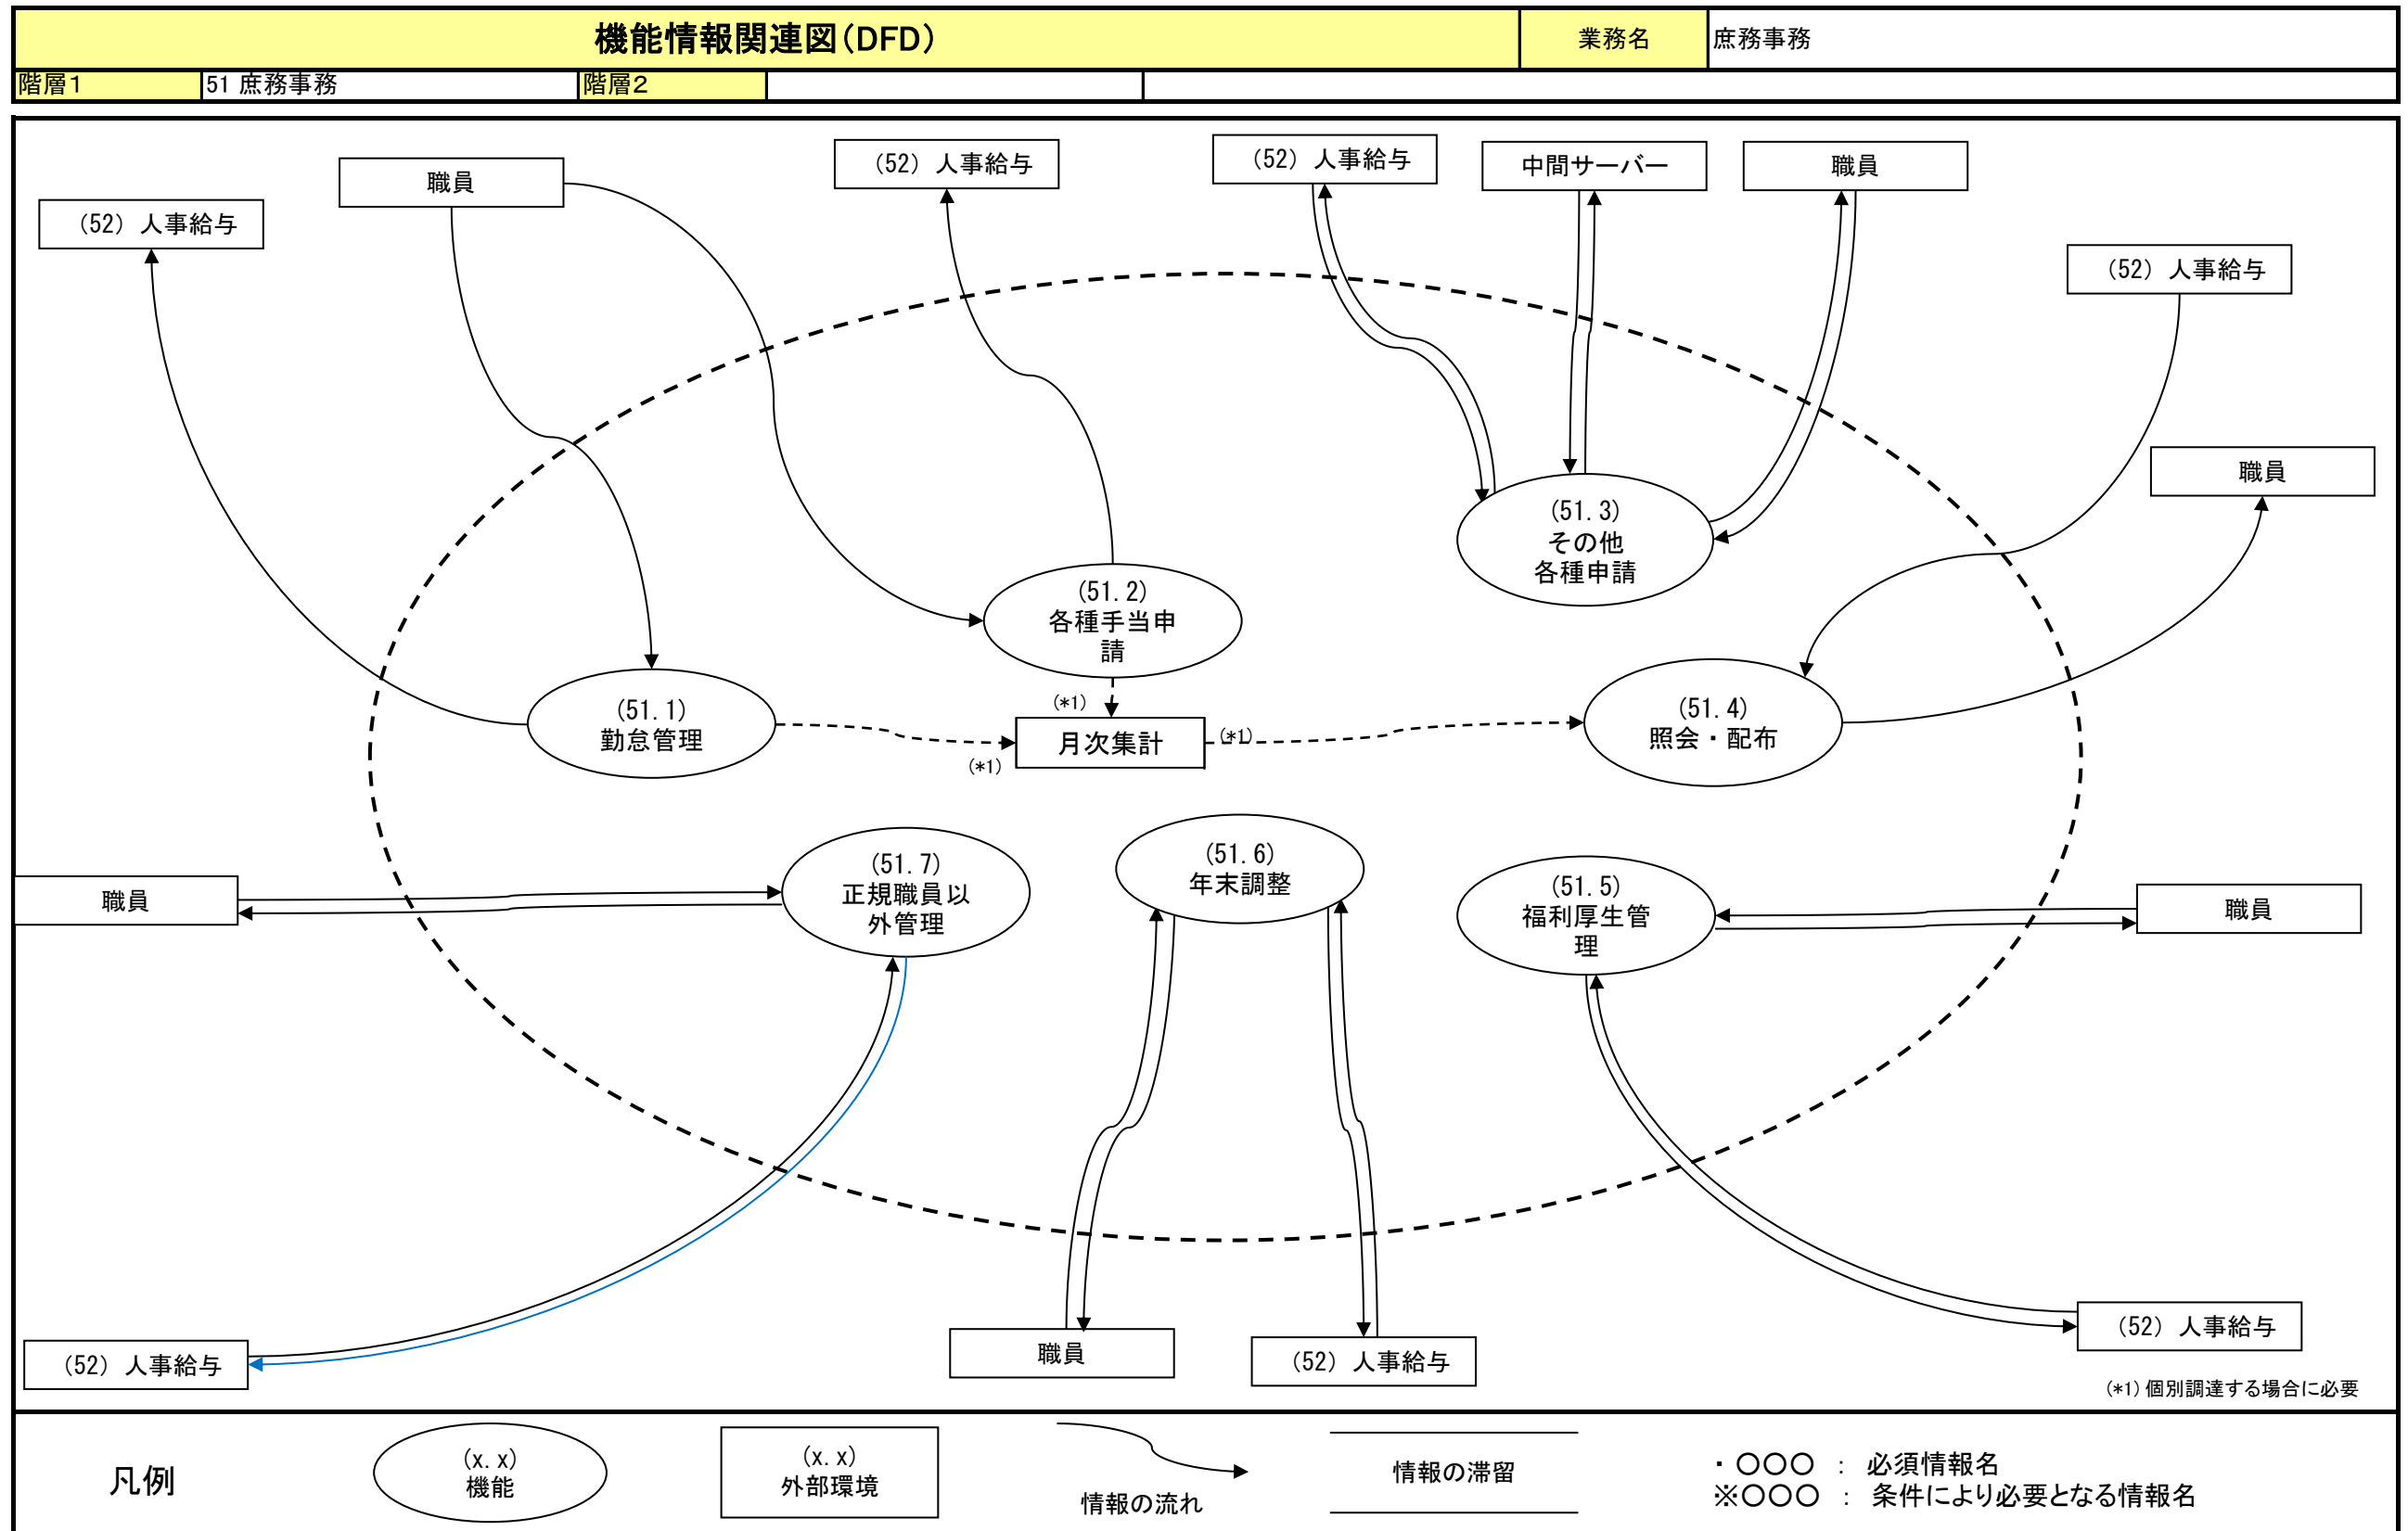 機能情報関連図（DFD）
業務名
庶務事務
階層１
51 庶務事務
階層２
（52）人事給与
職員
（52）人事給与
（52）人事給与
中間サーバー
職員
（52）人事給与
職員
(51.3)
その他
各種申請
(51.2)
各種手当申
請
(51.1)
勤怠管理
(*1)
(*1)
月次集計
(*1)
(51.4)
照会・配布
職員
(51.7)
正規職員以
外管理
(51.6)
年末調整
(51.5)
福利厚生管
理
職員
（52）人事給与
職員
（52）人事給与
（52）人事給与
(*1)個別調達する場合に必要
凡例
(x.x)
機能
(x.x)
外部環境
情報の流れ
情報の滞留
・〇〇〇 ： 必須情報名
※〇〇〇 ： 条件により必要となる情報名